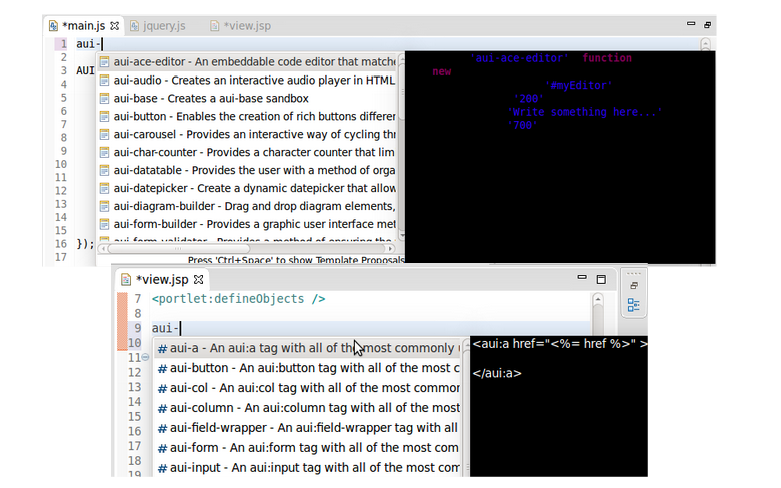 *main.js jquery.js *view.jsp
1 aui-
2
3 AUI
4
5
6
7
8
9
10
11
12
13
14
15
16 });
17
aui-ace-editor - An embeddable code editor that matche
aui-audio - Creates an interactive audio player in HTML
aui-base - Creates a aui-base sandbox
aui-button - Enables the creation of rich buttons differen
aui-carousel - Provides an interactive way of cycling thr
aui-char-counter - Provides a character counter that lim
aui-datatable - Provides the user with a method of orga
aui-datepicker - Create a dynamic datepicker that allow
aui-diagram-builder - Drag and drop diagram elements,
aui-form-builder - Provides a graphic user interface met
aui-form-validator - Provides a method of ensuring the
Press 'Ctrl+Space' to show Template Proposals
'aui-ace-editor' function
new
'#myEditor'
'200'
'Write something here...'
'700'
*view.jsp
7 <portlet:defineObjects />
8
9 aui-
10
11
12
13
14
15
16
17
18
19
# aui-a - An aui:a tag with all of the most commonly
# aui-button - An aui:button tag with all of the most c
# aui-col - An aui:col tag with all of the most common
# aui-column - An aui:column tag with all of the most
# aui-field-wrapper - An aui:field-wrapper tag with all
# aui-form - An aui:form tag with all of the most com
# aui-input - An aui:input tag with all of the most com
<aui:a href="<%= href %>" >
</aui:a>